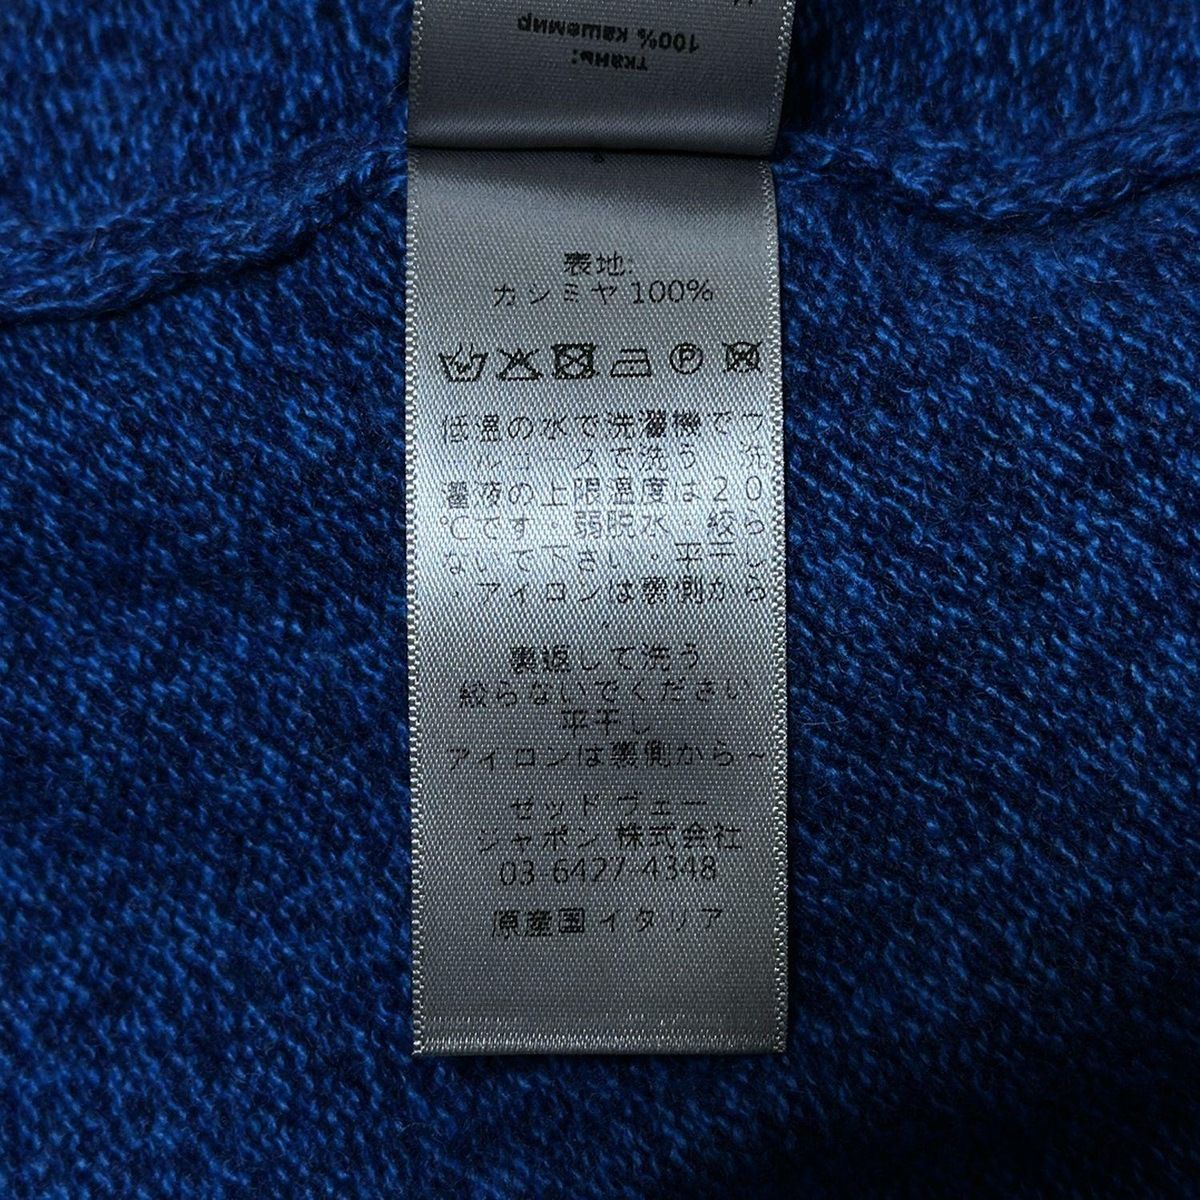 ткань:
100% кашемир
表地:
カシミヤ 100%
低温の水で洗濯機でウ
ールコースで洗う 洗
濯液の上限温度は20
℃です・弱脱水・絞ら
ないで下さい・平干し
・アイロンは裏側から
・
裏返して洗う
絞らないでください
平干し
アイロンは裏側から~
ゼッド ヴェー
ジャポン 株式会社
03-6427-4348
原産国 イタリア